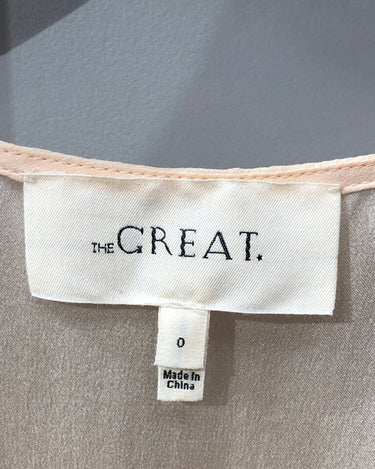 THE GREAT.
0
Made in
China